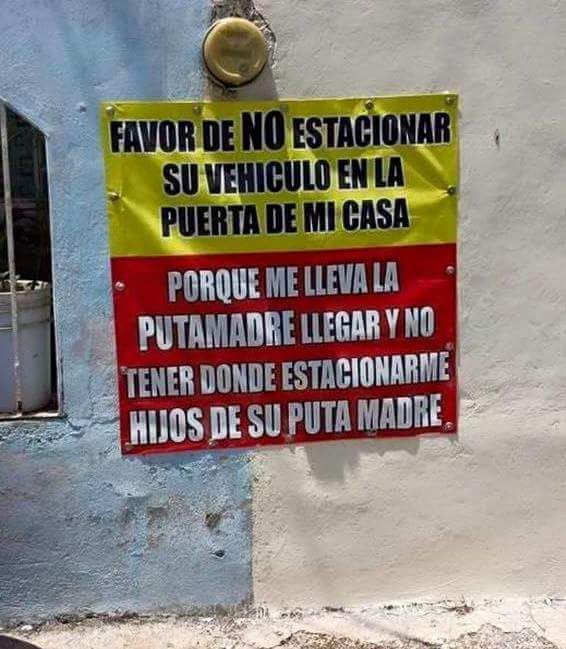 FAVOR DE NO ESTACIONAR
SU VEHICULO EN LA
PUERTA DE MI CASA
PORQUE ME LLEVA LA
PUTAMADRE LLEGAR Y NO
TENER DONDE ESTACIONARME
HIJOS DE SU PUTA MADRE